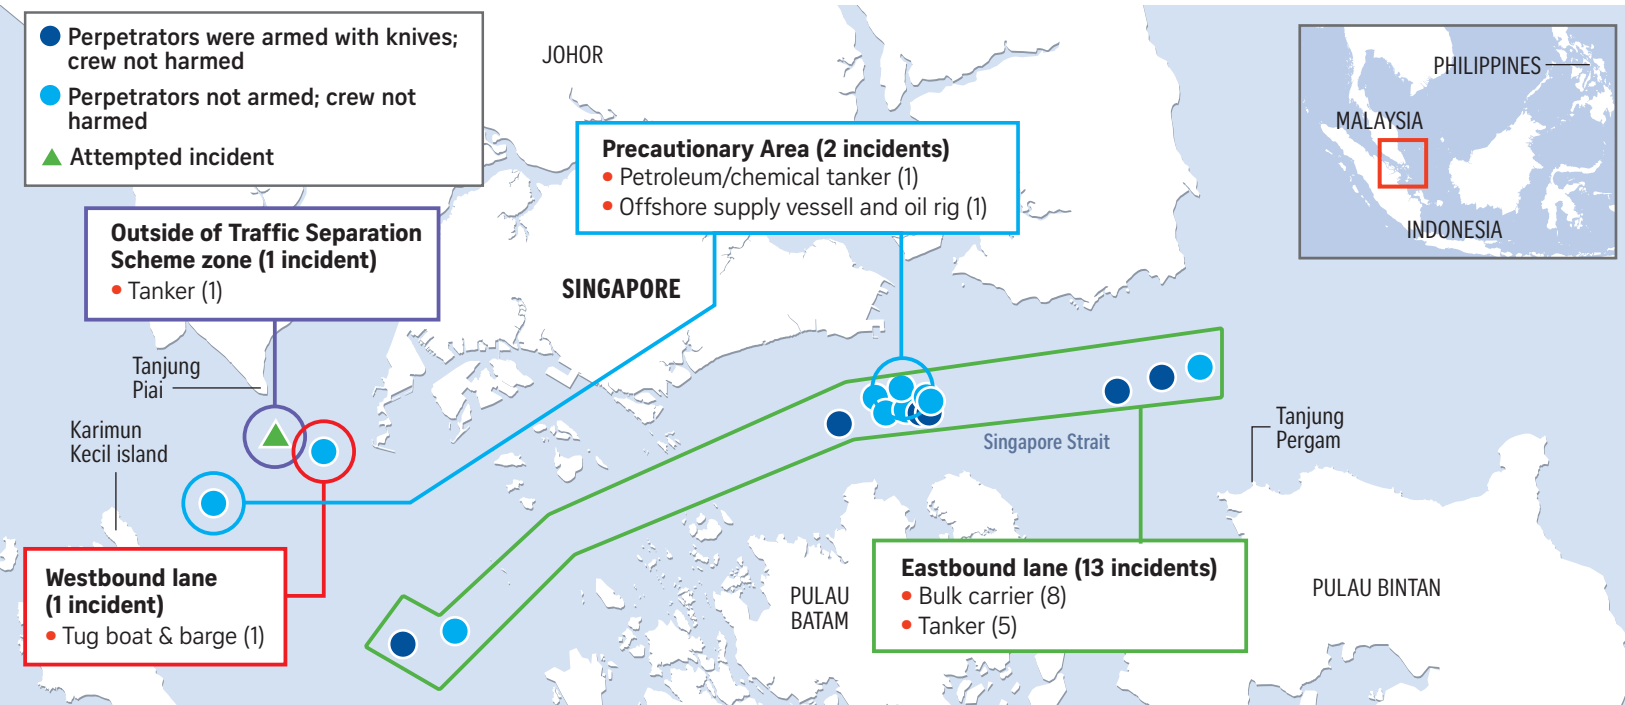 Perpetrators were armed with knives;
crew not harmed
Perpetrators not armed; crew not
harmed
Attempted incident
JOHOR
Precautionary Area (2 incidents)
• Petroleum/chemical tanker (1)
• Offshore supply vessell and oil rig (1)
PHILIPPINES
MALAYSIA
INDONESIA
Outside of Traffic Separation
Scheme zone (1 incident)
• Tanker (1)
SINGAPORE
Tanjung
Piai
Karimun
Kecil island
Singapore Strait
Tanjung
Pergam
Westbound lane
(1 incident)
• Tug boat & barge (1)
PULAU
BATAM
Eastbound lane (13 incidents)
• Bulk carrier (8)
• Tanker (5)
PULAU BINTAN